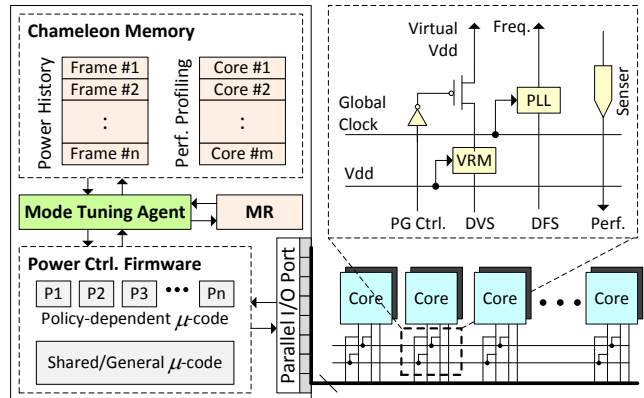 Chameleon Memory
Power History
Frame #1
Frame #2
:
Frame #n
Perf. Profiling
Core #1
Core #2
:
Core #m
Mode Tuning Agent
MR
Power Ctrl. Firmware
P1 P2 P3 ••• Pn
Policy-dependent μ-code
Shared/General μ-code
Parallel I/O Port
Virtual Vdd
Freq.
Senser
PLL
Global Clock
VRM
Vdd
PG Ctrl. DVS DFS Perf.
Core Core Core ••• Core